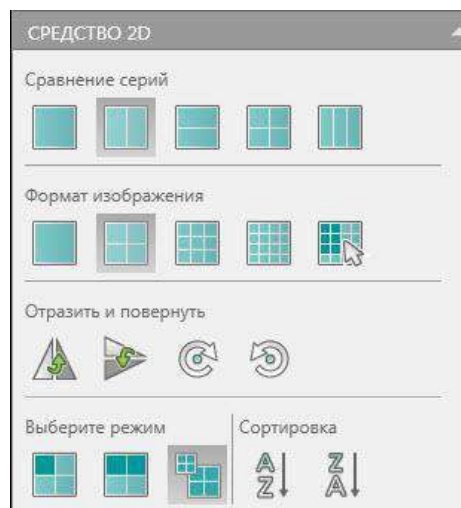 СРЕДСТВО 2D
Сравнение серий
Формат изображения
Отразить и повернуть
Выберите режим
Сортировка
A Z
Z A